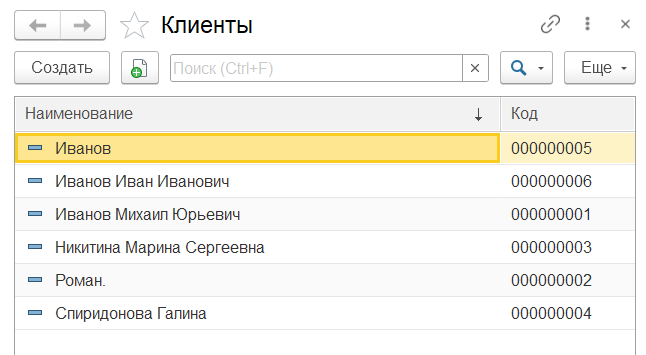 Клиенты
Создать Поиск (Ctrl+F) Еще
Наименование Код
Иванов 000000005
Иванов Иван Иванович 000000006
Иванов Михаил Юрьевич 000000001
Никитина Марина Сергеевна 000000003
Роман. 000000002
Спиридонова Галина 000000004